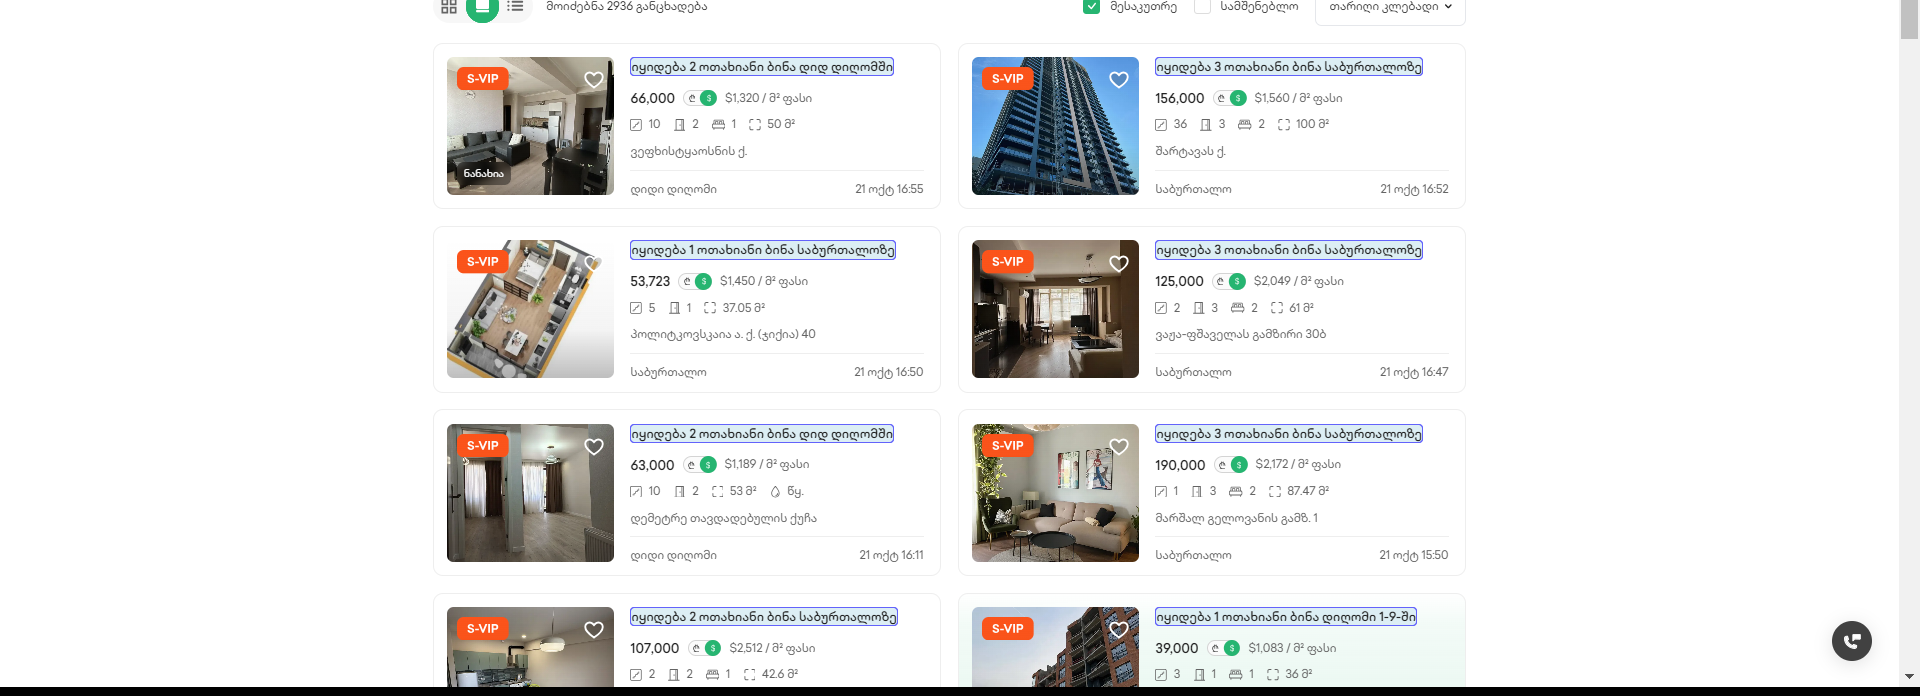 მოიძებნა 2936 განცხადება
მესაკუთრე
სამშენებლო
თარიღი კლებადი
S-VIP
ნანახია
იყიდება 2 ოთახიანი ბინა დიდ დიღომში
66,000 ₾ $ $1,320 / მ² ფასი
10 2 1 50 მ²
ვეფხისტყაოსნის ქ.
დიდი დიღომი 21 ოქტ 16:55
S-VIP
იყიდება 3 ოთახიანი ბინა საბურთალოზე
156,000 ₾ $ $1,560 / მ² ფასი
36 3 2 100 მ²
შარტავას ქ.
საბურთალო 21 ოქტ 16:52
S-VIP
იყიდება 1 ოთახიანი ბინა საბურთალოზე
53,723 ₾ $ $1,450 / მ² ფასი
5 1 37.05 მ²
პოლიტკოვსკაია ა. ქ. (ჯიქია) 40
საბურთალო 21 ოქტ 16:50
S-VIP
იყიდება 3 ოთახიანი ბინა საბურთალოზე
125,000 ₾ $ $2,049 / მ² ფასი
2 3 2 61 მ²
ვაჟა-ფშაველას გამზირი 30ბ
საბურთალო 21 ოქტ 16:47
S-VIP
იყიდება 2 ოთახიანი ბინა დიდ დიღომში
63,000 ₾ $ $1,189 / მ² ფასი
10 2 53 მ² წყ.
დემეტრე თავდადებულის ქუჩა
დიდი დიღომი 21 ოქტ 16:11
S-VIP
იყიდება 3 ოთახიანი ბინა საბურთალოზე
190,000 ₾ $ $2,172 / მ² ფასი
1 3 2 87.47 მ²
მარშალ გელოვანის გამზ. 1
საბურთალო 21 ოქტ 15:50
S-VIP
იყიდება 2 ოთახიანი ბინა საბურთალოზე
107,000 ₾ $ $2,512 / მ² ფასი
2 2 1 42.6 მ²
S-VIP
იყიდება 1 ოთახიანი ბინა დიღომი 1-9-ში
39,000 ₾ $ $1,083 / მ² ფასი
3 1 1 36 მ²